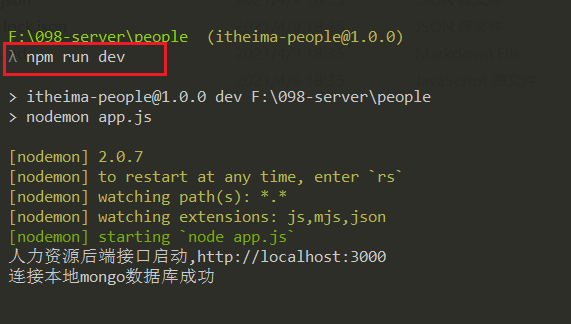 F:\098-server\people (itheima-people@1.0.0)
λ npm run dev
> itheima-people@1.0.0 dev F:\098-server\people
> nodemon app.js
[nodemon] 2.0.7
[nodemon] to restart at any time, enter `rs`
[nodemon] watching path(s): *.*
[nodemon] watching extensions: js,mjs,json
[nodemon] starting `node app.js`
人力资源后端接口启动,http://localhost:3000
连接本地mongo数据库成功